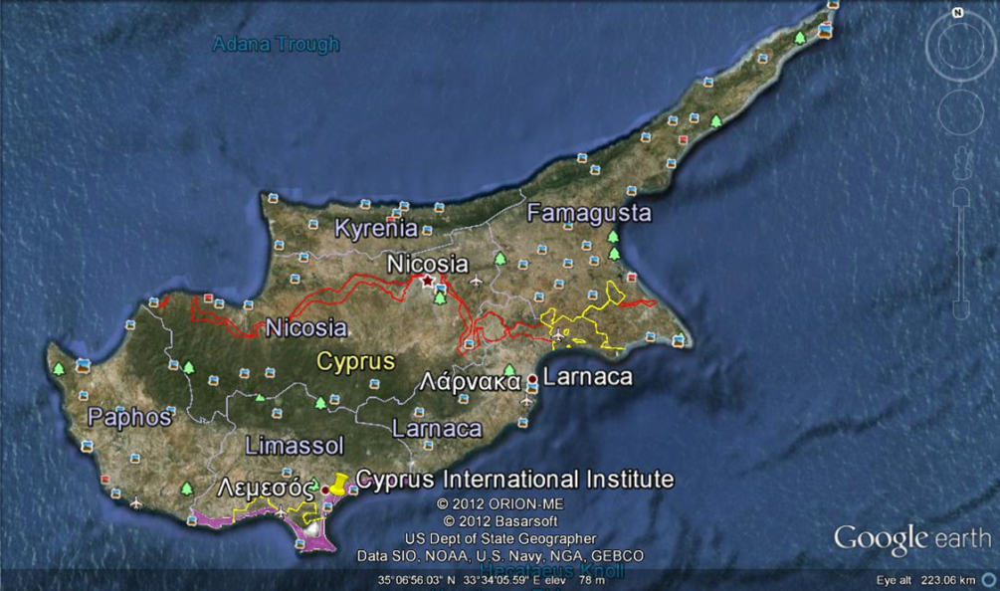 Adana Trough
N
Famagusta
Kyrenia
Nicosia
Nicosia
Cyprus
Λάρνακα Larnaca
Paphos
Larnaca
Limassol
Λεμεσός Cyprus International Institute
© 2012 ORION-ME
© 2012 Basarsoft
US Dept of State Geographer
Data SIO, NOAA, U.S. Navy, NGA, GEBCO
Google earth
Hecataeus Knoll
35°06'56.03" N 33°34'05.59" E elev 78 m
Eye alt 223.06 km